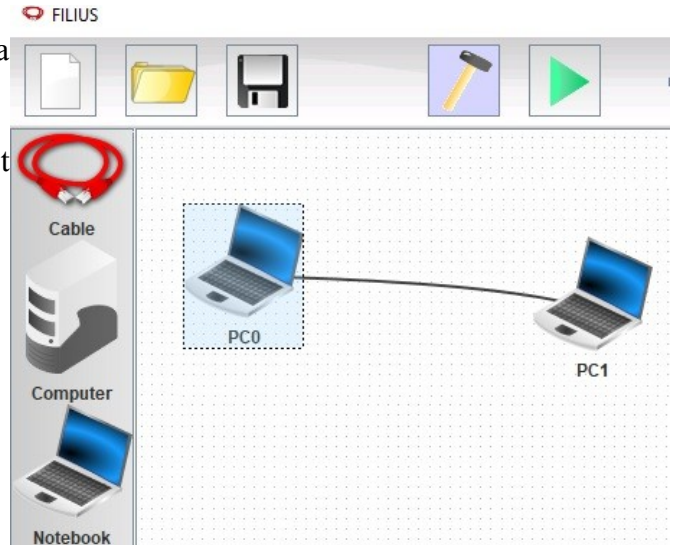 FILIUS
a
t
Cable
PC0
PC1
Computer
Notebook